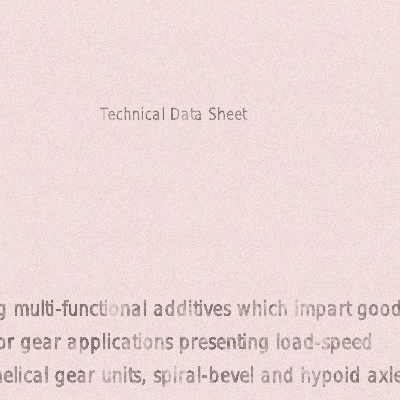 Technical Data Sheet
g multi-functional additives which impart good
or gear applications presenting load-speed
helical gear units, spiral-bevel and hypoid axle